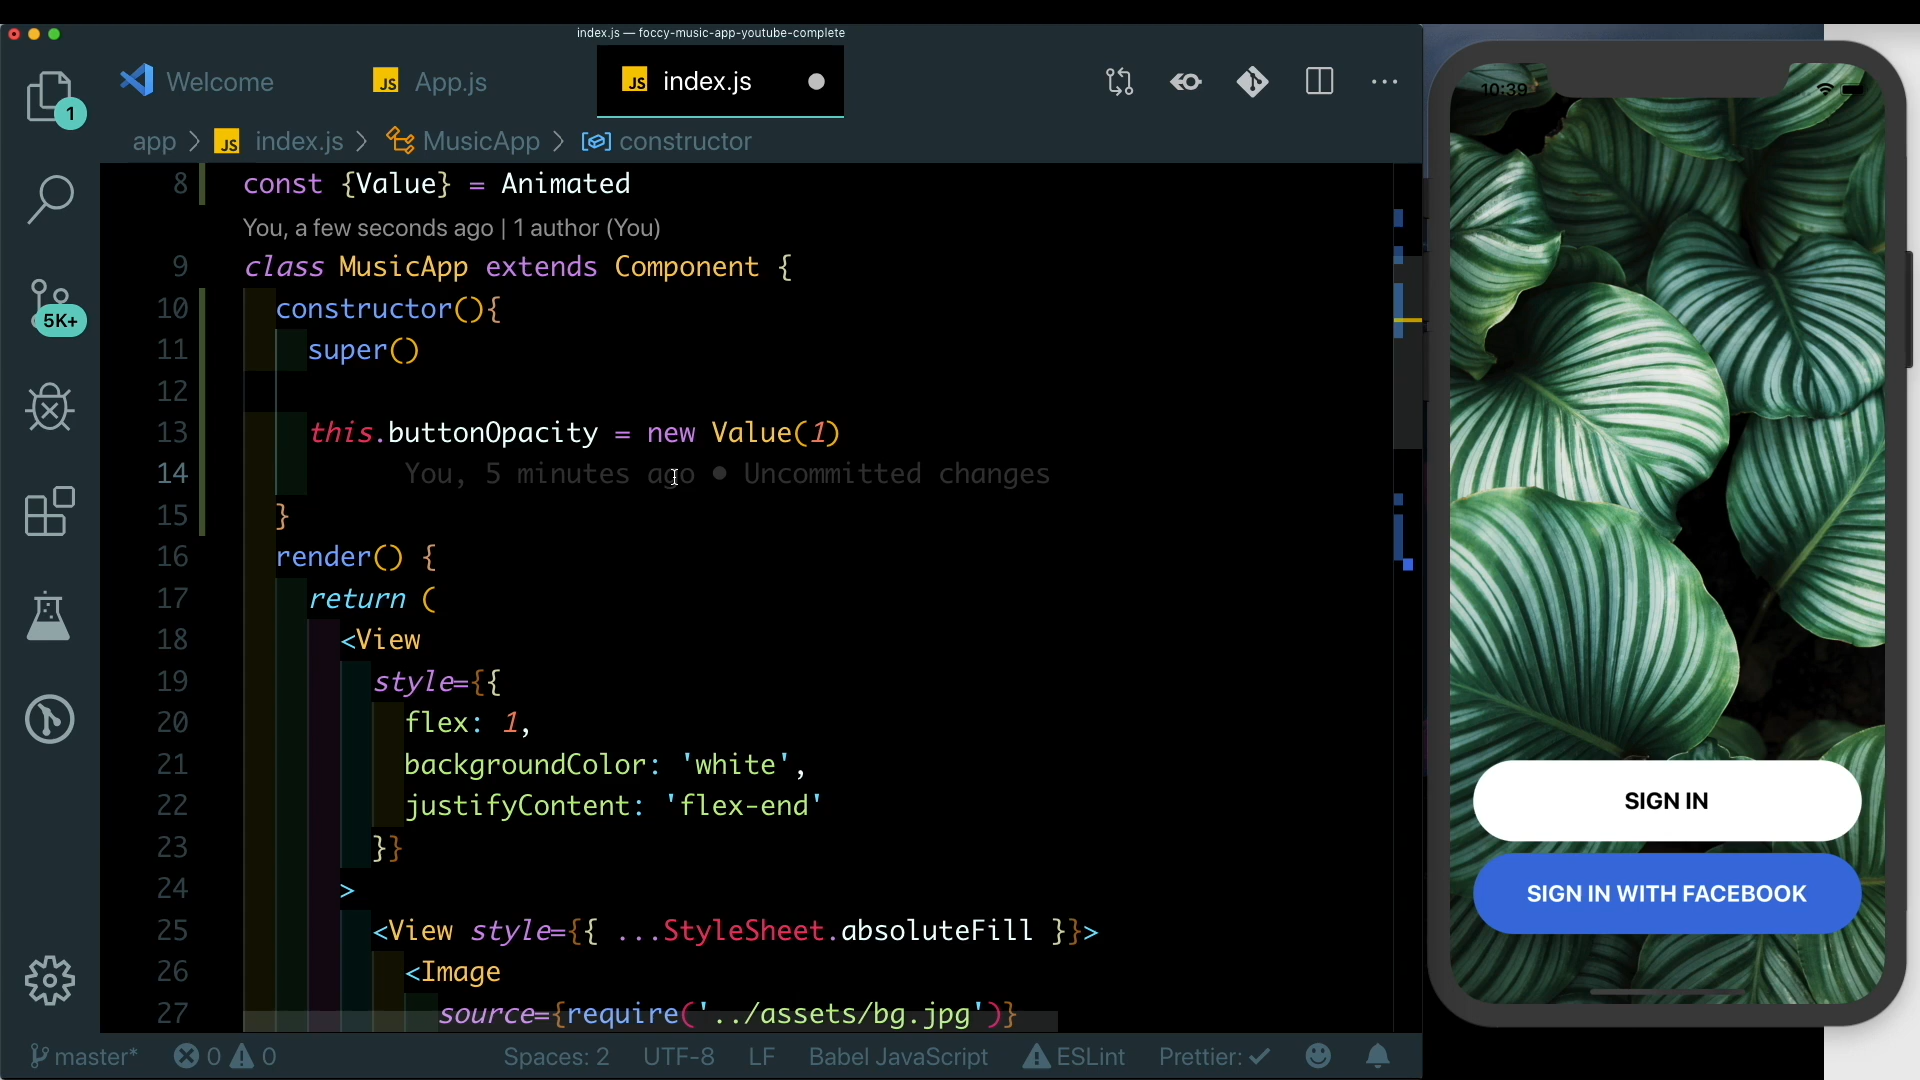 index.js — foccy-music-app-youtube-complete
Welcome
JS App.js
JS index.js
app > JS index.js > MusicApp > constructor
8 const {Value} = Animated
You, a few seconds ago | 1 author (You)
9 class MusicApp extends Component {
10 constructor(){
11 super()
12
13 this.buttonOpacity = new Value(1)
14 You, 5 minutes ago • Uncommitted changes
15 }
16 render() {
17 return (
18 <View
19 style={{
20 flex: 1,
21 backgroundColor: 'white',
22 justifyContent: 'flex-end'
23 }}
24 >
25 <View style={{ ...StyleSheet.absoluteFill }}>
26 <Image
27 source={require('../assets/bg.jpg')}
1
5K+
master* 0 0 Spaces: 2 UTF-8 LF Babel JavaScript ESLint Prettier: ✓
10:39
SIGN IN
SIGN IN WITH FACEBOOK